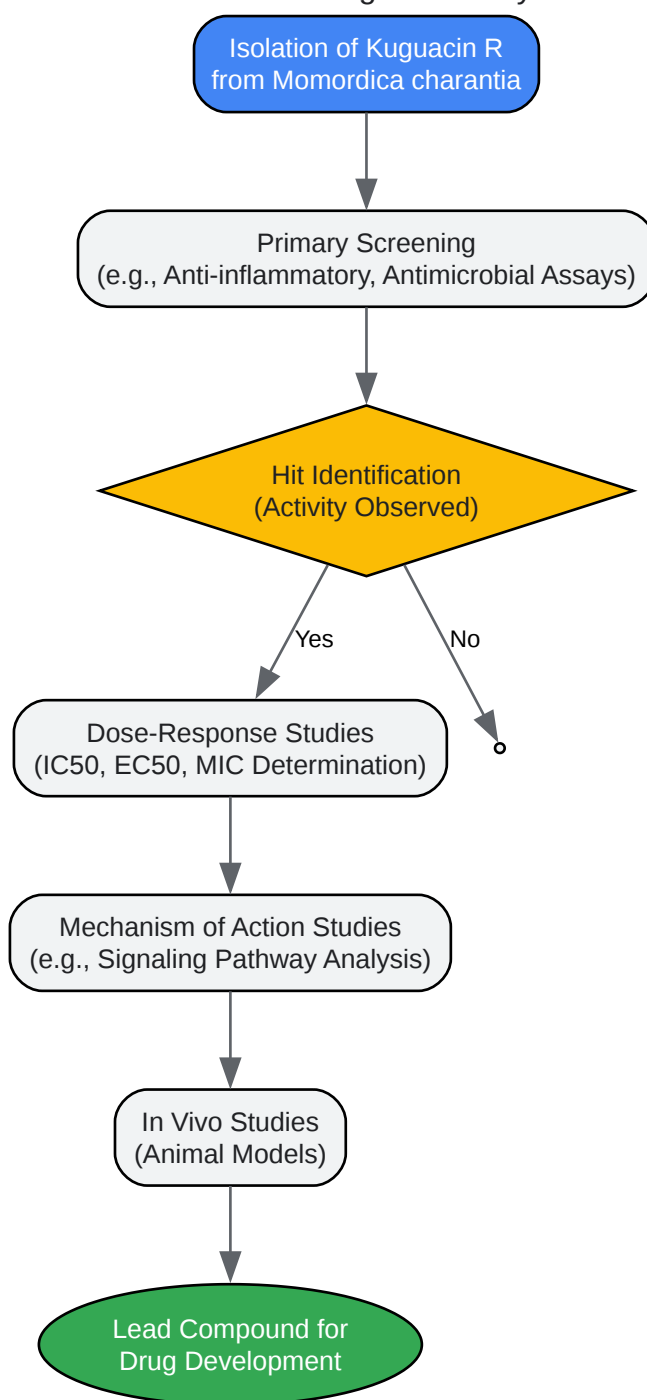 Isolation of Kuguacin R
from Momordica charantia
Primary Screening
(e.g., Anti-inflammatory, Antimicrobial Assays)
Hit Identification
(Activity Observed)
Yes
No
Dose-Response Studies
(IC50, EC50, MIC Determination)
Mechanism of Action Studies
(e.g., Signaling Pathway Analysis)
In Vivo Studies
(Animal Models)
Lead Compound for
Drug Development